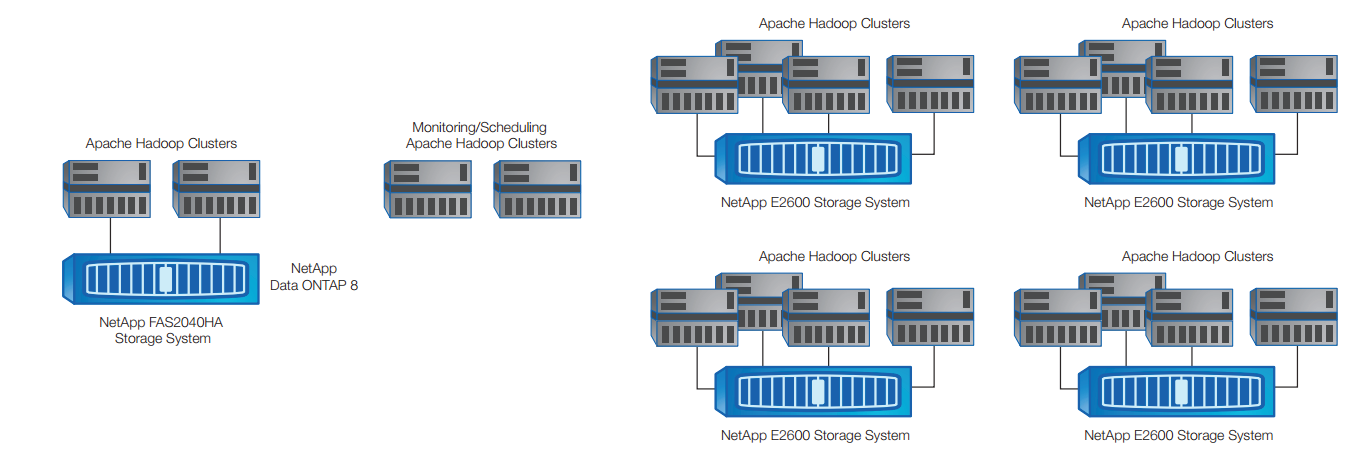 Apache Hadoop Clusters
NetApp
Data ONTAP 8
NetApp FAS2040HA
Storage System
Monitoring/Scheduling
Apache Hadoop Clusters
Apache Hadoop Clusters
NetApp E2600 Storage System
Apache Hadoop Clusters
NetApp E2600 Storage System
Apache Hadoop Clusters
NetApp E2600 Storage System
Apache Hadoop Clusters
NetApp E2600 Storage System